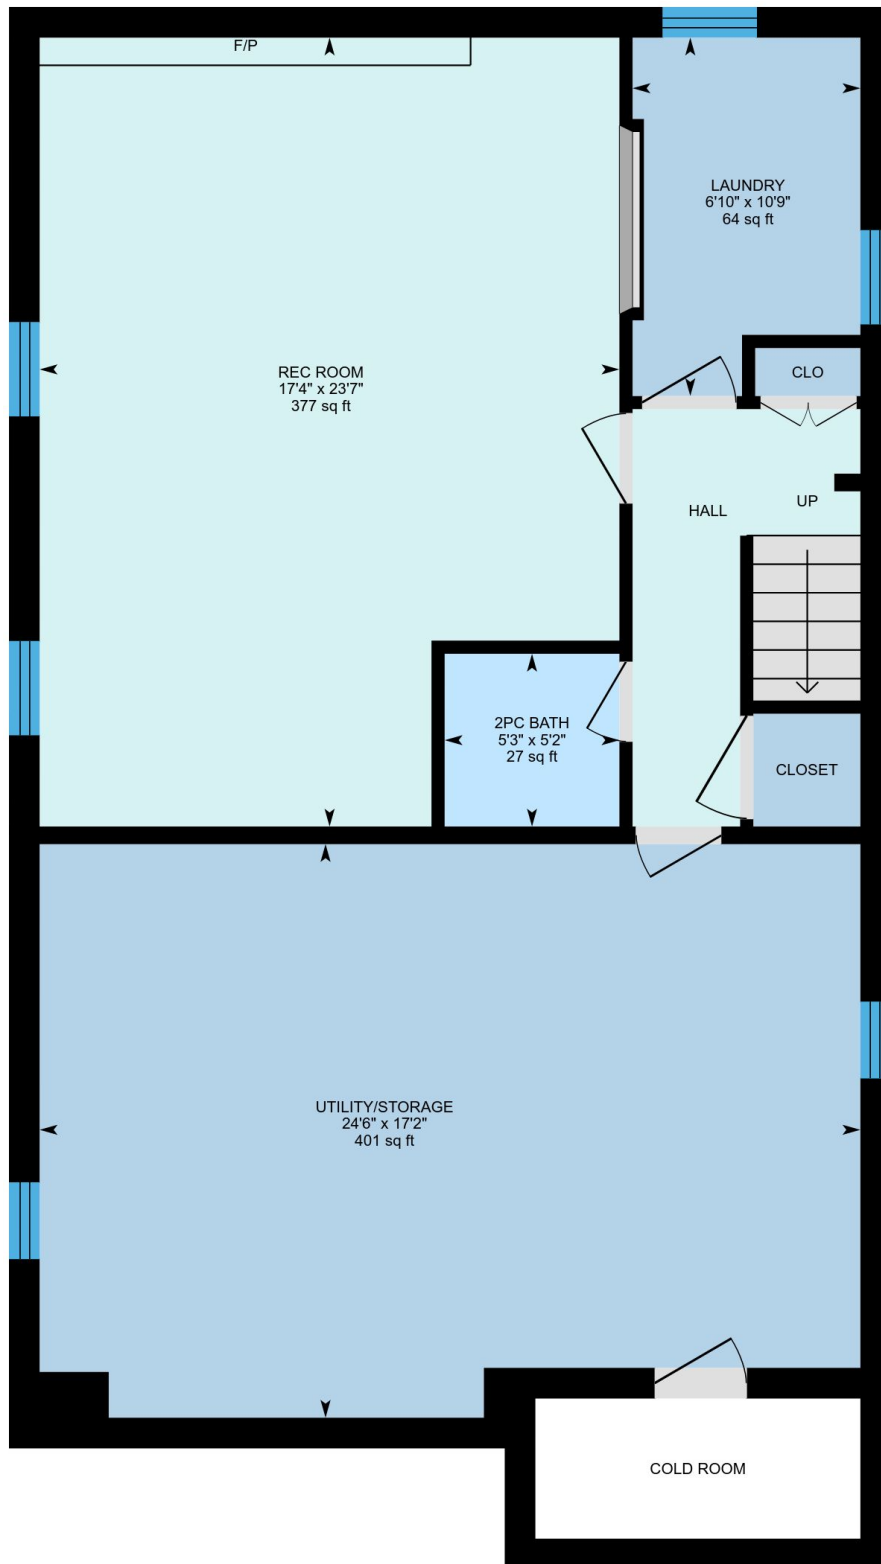 F/P
LAUNDRY
6'10" x 10'9"
64 sq ft
REC ROOM
17'4" x 23'7"
377 sq ft
CLO
HALL
UP
2PC BATH
5'3" x 5'2"
27 sq ft
CLOSET
UTILITY/STORAGE
24'6" x 17'2"
401 sq ft
COLD ROOM